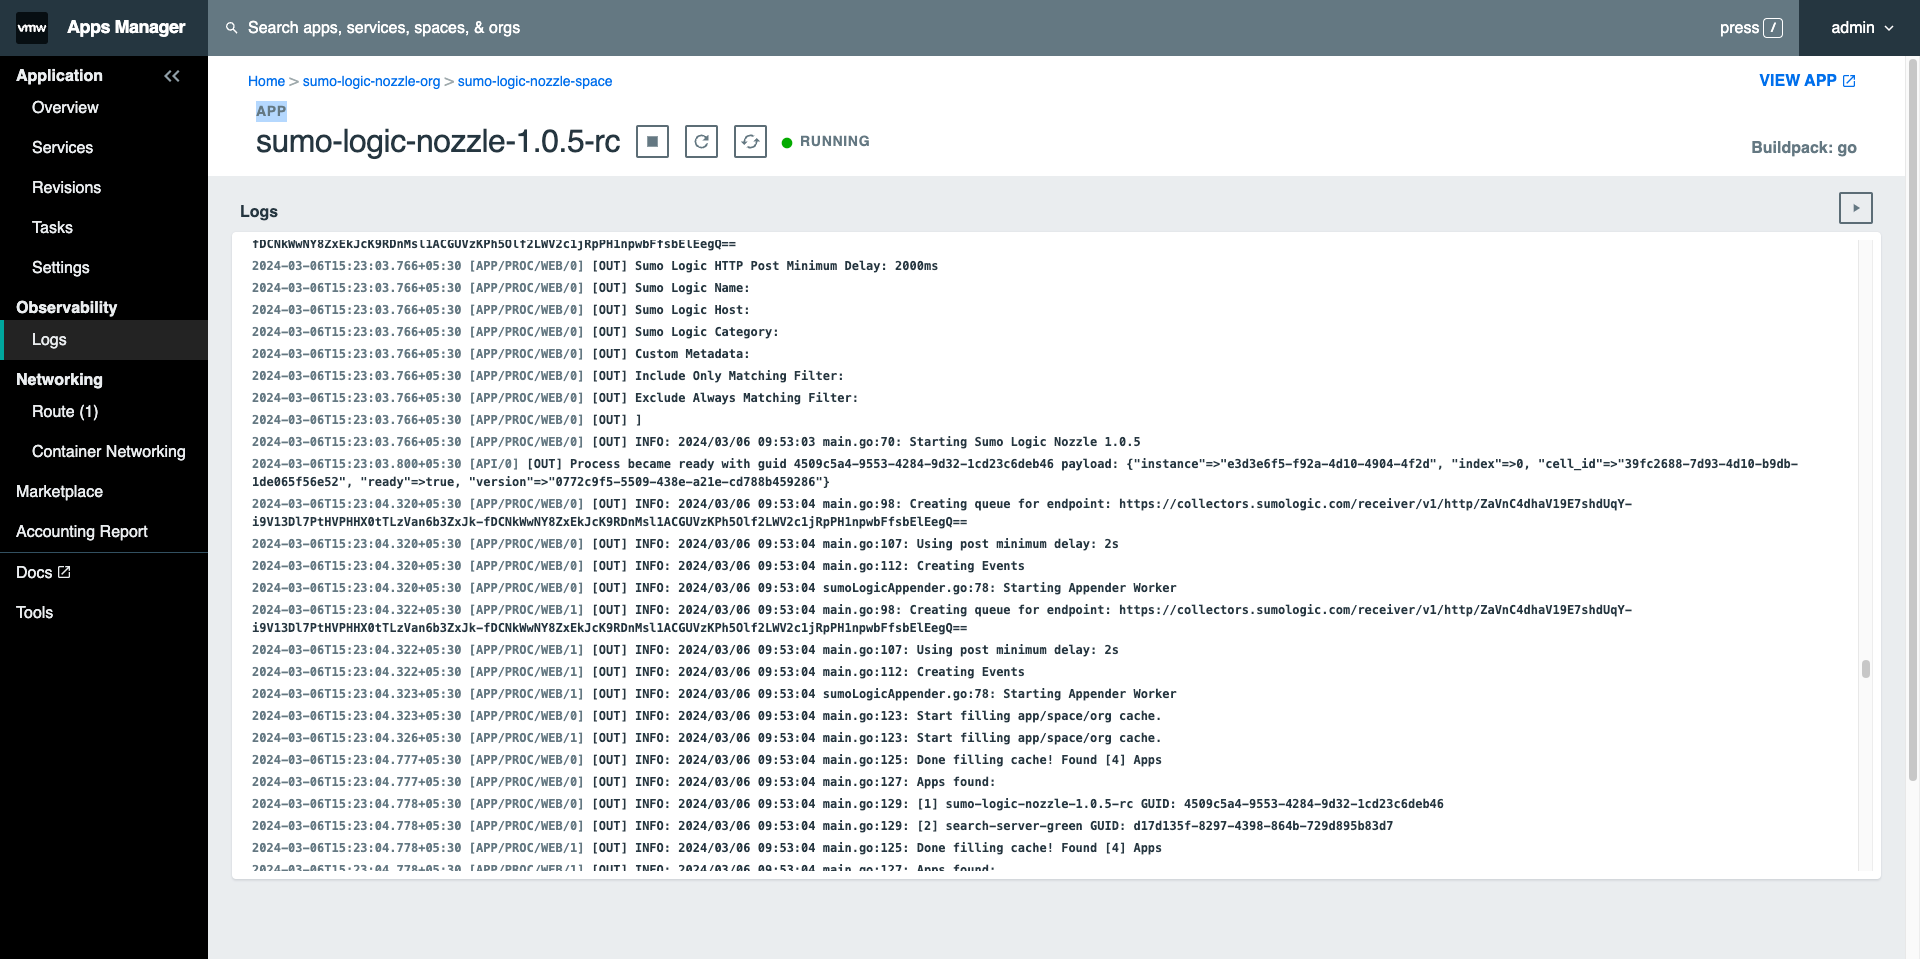 vmw Apps Manager
Search apps, services, spaces, & orgs
press /
admin
Application
Overview
Services
Revisions
Tasks
Settings
Observability
Logs
Networking
Route (1)
Container Networking
Marketplace
Accounting Report
Docs
Tools
Home > sumo-logic-nozzle-org > sumo-logic-nozzle-space
VIEW APP
APP
sumo-logic-nozzle-1.0.5-rc
RUNNING
Buildpack: go
Logs
fDCNkWwNY8ZxEkJcK9RDnMsl1ACGUVzKPh5Olf2LWV2c1jRpPH1npwbFfsbElEegQ==
2024-03-06T15:23:03.766+05:30 [APP/PROC/WEB/0] [OUT] Sumo Logic HTTP Post Minimum Delay: 2000ms
2024-03-06T15:23:03.766+05:30 [APP/PROC/WEB/0] [OUT] Sumo Logic Name:
2024-03-06T15:23:03.766+05:30 [APP/PROC/WEB/0] [OUT] Sumo Logic Host:
2024-03-06T15:23:03.766+05:30 [APP/PROC/WEB/0] [OUT] Sumo Logic Category:
2024-03-06T15:23:03.766+05:30 [APP/PROC/WEB/0] [OUT] Custom Metadata:
2024-03-06T15:23:03.766+05:30 [APP/PROC/WEB/0] [OUT] Include Only Matching Filter:
2024-03-06T15:23:03.766+05:30 [APP/PROC/WEB/0] [OUT] Exclude Always Matching Filter:
2024-03-06T15:23:03.766+05:30 [APP/PROC/WEB/0] [OUT] ]
2024-03-06T15:23:03.766+05:30 [APP/PROC/WEB/0] [OUT] INFO: 2024/03/06 09:53:03 main.go:70: Starting Sumo Logic Nozzle 1.0.5
2024-03-06T15:23:03.800+05:30 [API/0] [OUT] Process became ready with guid 4509c5a4-9553-4284-9d32-1cd23c6deb46 payload: {"instance"=>"e3d3e6f5-f92a-4d10-4904-4f2d", "index"=>0, "cell_id"=>"39fc2688-7d93-4d10-b9db-
1de065f56e52", "ready"=>true, "version"=>"0772c9f5-5509-438e-a21e-cd788b459286"}
2024-03-06T15:23:04.320+05:30 [APP/PROC/WEB/0] [OUT] INFO: 2024/03/06 09:53:04 main.go:98: Creating queue for endpoint: https://collectors.sumologic.com/receiver/v1/http/ZaVnC4dhaV19E7shdUqY-
i9V13Dl7PtHVPHHX0tTLzVan6b3ZxJk-fDCNkWwNY8ZxEkJcK9RDnMsl1ACGUVzKPh5Olf2LWV2c1jRpPH1npwbFfsbElEegQ==
2024-03-06T15:23:04.320+05:30 [APP/PROC/WEB/0] [OUT] INFO: 2024/03/06 09:53:04 main.go:107: Using post minimum delay: 2s
2024-03-06T15:23:04.320+05:30 [APP/PROC/WEB/0] [OUT] INFO: 2024/03/06 09:53:04 main.go:112: Creating Events
2024-03-06T15:23:04.320+05:30 [APP/PROC/WEB/0] [OUT] INFO: 2024/03/06 09:53:04 sumoLogicAppender.go:78: Starting Appender Worker
2024-03-06T15:23:04.322+05:30 [APP/PROC/WEB/1] [OUT] INFO: 2024/03/06 09:53:04 main.go:98: Creating queue for endpoint: https://collectors.sumologic.com/receiver/v1/http/ZaVnC4dhaV19E7shdUqY-
i9V13Dl7PtHVPHHX0tTLzVan6b3ZxJk-fDCNkWwNY8ZxEkJcK9RDnMsl1ACGUVzKPh5Olf2LWV2c1jRpPH1npwbFfsbElEegQ==
2024-03-06T15:23:04.322+05:30 [APP/PROC/WEB/1] [OUT] INFO: 2024/03/06 09:53:04 main.go:107: Using post minimum delay: 2s
2024-03-06T15:23:04.322+05:30 [APP/PROC/WEB/1] [OUT] INFO: 2024/03/06 09:53:04 main.go:112: Creating Events
2024-03-06T15:23:04.323+05:30 [APP/PROC/WEB/1] [OUT] INFO: 2024/03/06 09:53:04 sumoLogicAppender.go:78: Starting Appender Worker
2024-03-06T15:23:04.323+05:30 [APP/PROC/WEB/0] [OUT] INFO: 2024/03/06 09:53:04 main.go:123: Start filling app/space/org cache.
2024-03-06T15:23:04.326+05:30 [APP/PROC/WEB/1] [OUT] INFO: 2024/03/06 09:53:04 main.go:123: Start filling app/space/org cache.
2024-03-06T15:23:04.777+05:30 [APP/PROC/WEB/0] [OUT] INFO: 2024/03/06 09:53:04 main.go:125: Done filling cache! Found [4] Apps
2024-03-06T15:23:04.777+05:30 [APP/PROC/WEB/0] [OUT] INFO: 2024/03/06 09:53:04 main.go:127: Apps found:
2024-03-06T15:23:04.778+05:30 [APP/PROC/WEB/0] [OUT] INFO: 2024/03/06 09:53:04 main.go:129: [1] sumo-logic-nozzle-1.0.5-rc GUID: 4509c5a4-9553-4284-9d32-1cd23c6deb46
2024-03-06T15:23:04.778+05:30 [APP/PROC/WEB/0] [OUT] INFO: 2024/03/06 09:53:04 main.go:129: [2] search-server-green GUID: d17d135f-8297-4398-864b-729d895b83d7
2024-03-06T15:23:04.778+05:30 [APP/PROC/WEB/1] [OUT] INFO: 2024/03/06 09:53:04 main.go:125: Done filling cache! Found [4] Apps
2024-03-06T15:23:04.778+05:30 [APP/PROC/WEB/1] [OUT] INFO: 2024/03/06 09:53:04 main.go:127: Apps found: